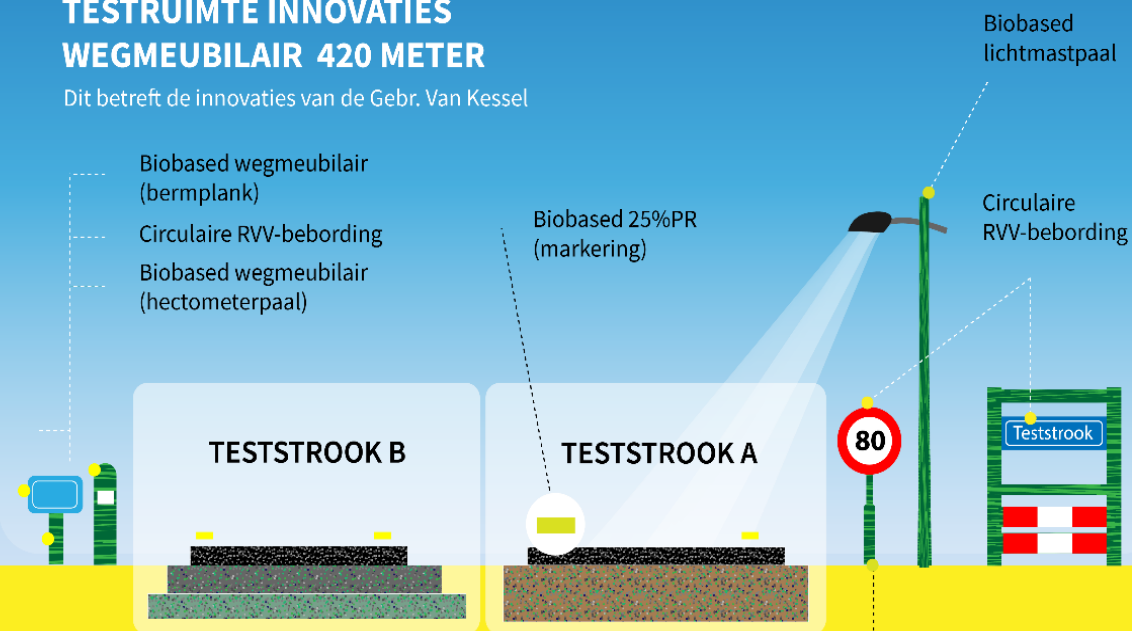 TESTRUIMTE INNOVATIES
WEGMEUBILAIR 420 METER
Dit betreft de innovaties van de Gebr. Van Kessel
Biobased
lichtmastpaal
Biobased wegmeubilair
(bermplank)
Circulaire RVV-bebording
Biobased wegmeubilair
(hectometerpaal)
Biobased 25%PR
(markering)
Circulaire
RVV-bebording
TESTSTROOK B
TESTSTROOK A
80
Teststrook